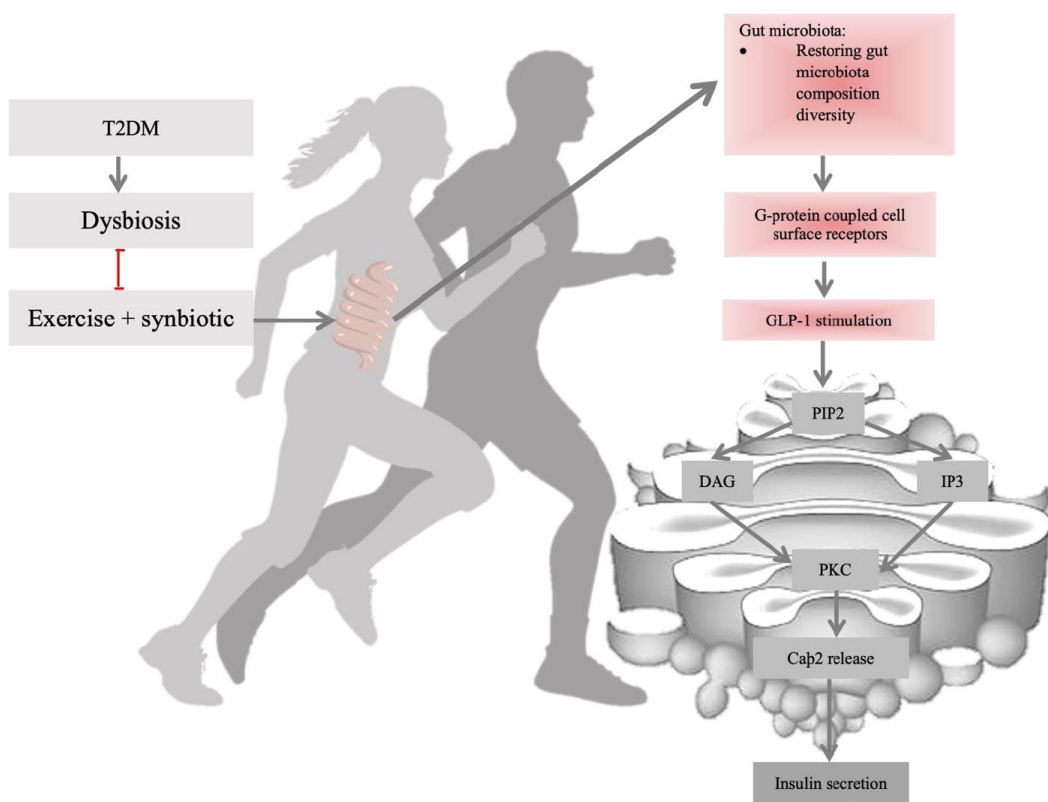 T2DM
Dysbiosis
Exercise + synbiotic
Gut microbiota:
• Restoring gut
microbiota
composition
diversity
G-protein coupled cell
surface receptors
GLP-1 stimulation
PIP2
DAG
IP3
PKC
Caþ2 release
Insulin secretion